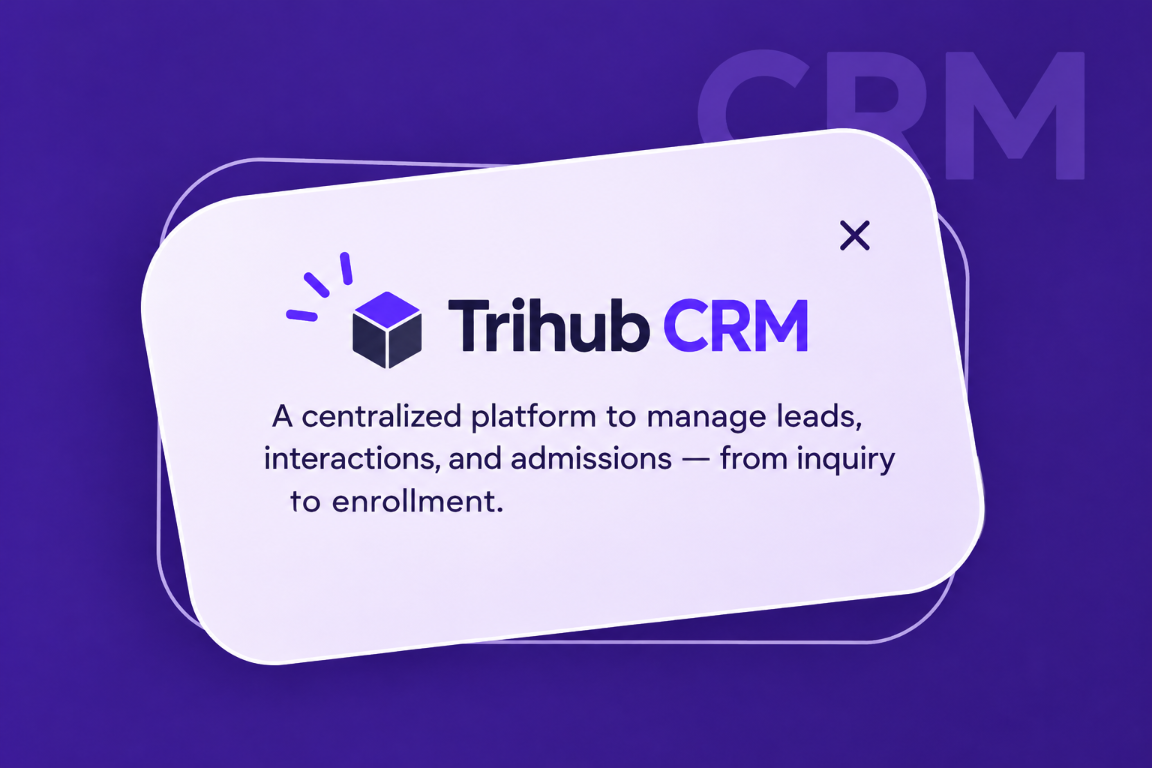 CRM
Trihub CRM
A centralized platform to manage leads,
interactions, and admissions — from inquiry
to enrollment.